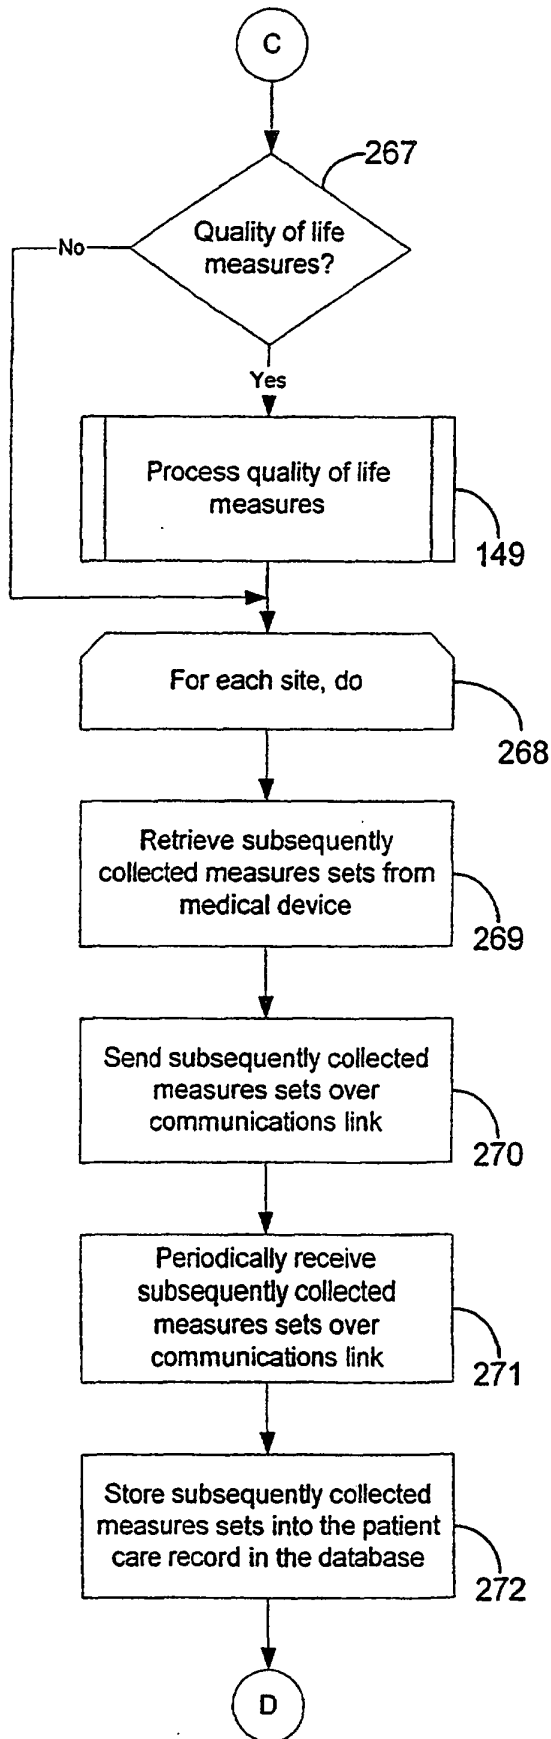 C
267
Quality of life
measures?
No
Yes
Process quality of life
measures
149
For each site, do
268
Retrieve subsequently
collected measures sets from
medical device
269
Send subsequently collected
measures sets over
communications link
270
Periodically receive
subsequently collected
measures sets over
communications link
271
Store subsequently collected
measures sets into the patient
care record in the database
272
D